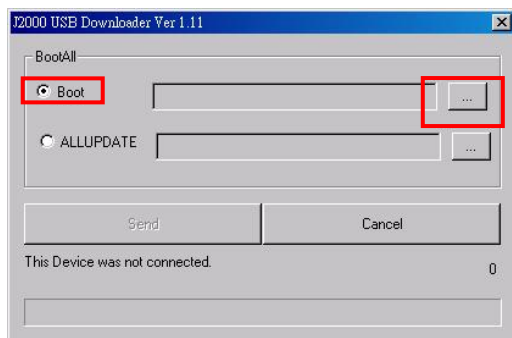 J2000 USB Downloader Ver 1.11
BootAll
Boot
...
ALLUPDATE
...
Send Cancel
This Device was not connected. 0